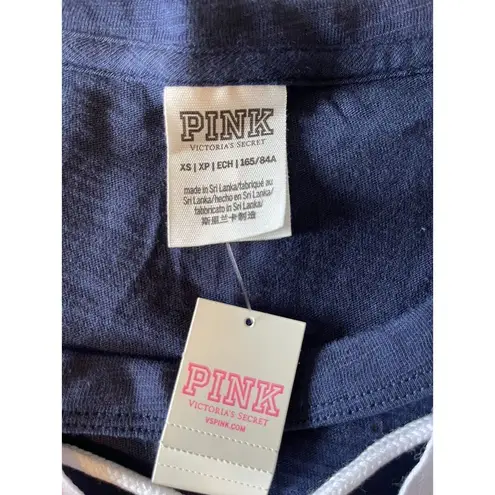 PINK
VICTORIA'S SECRET
XS | XP | ECH | 165/84A
made in Sri Lanka/fabriqué au
Sri Lanka/hecho en Sri Lanka/
fabbricato in Sri Lanka/
斯里兰卡制造
PINK
VICTORIA'S SECRET
VSPINK.COM